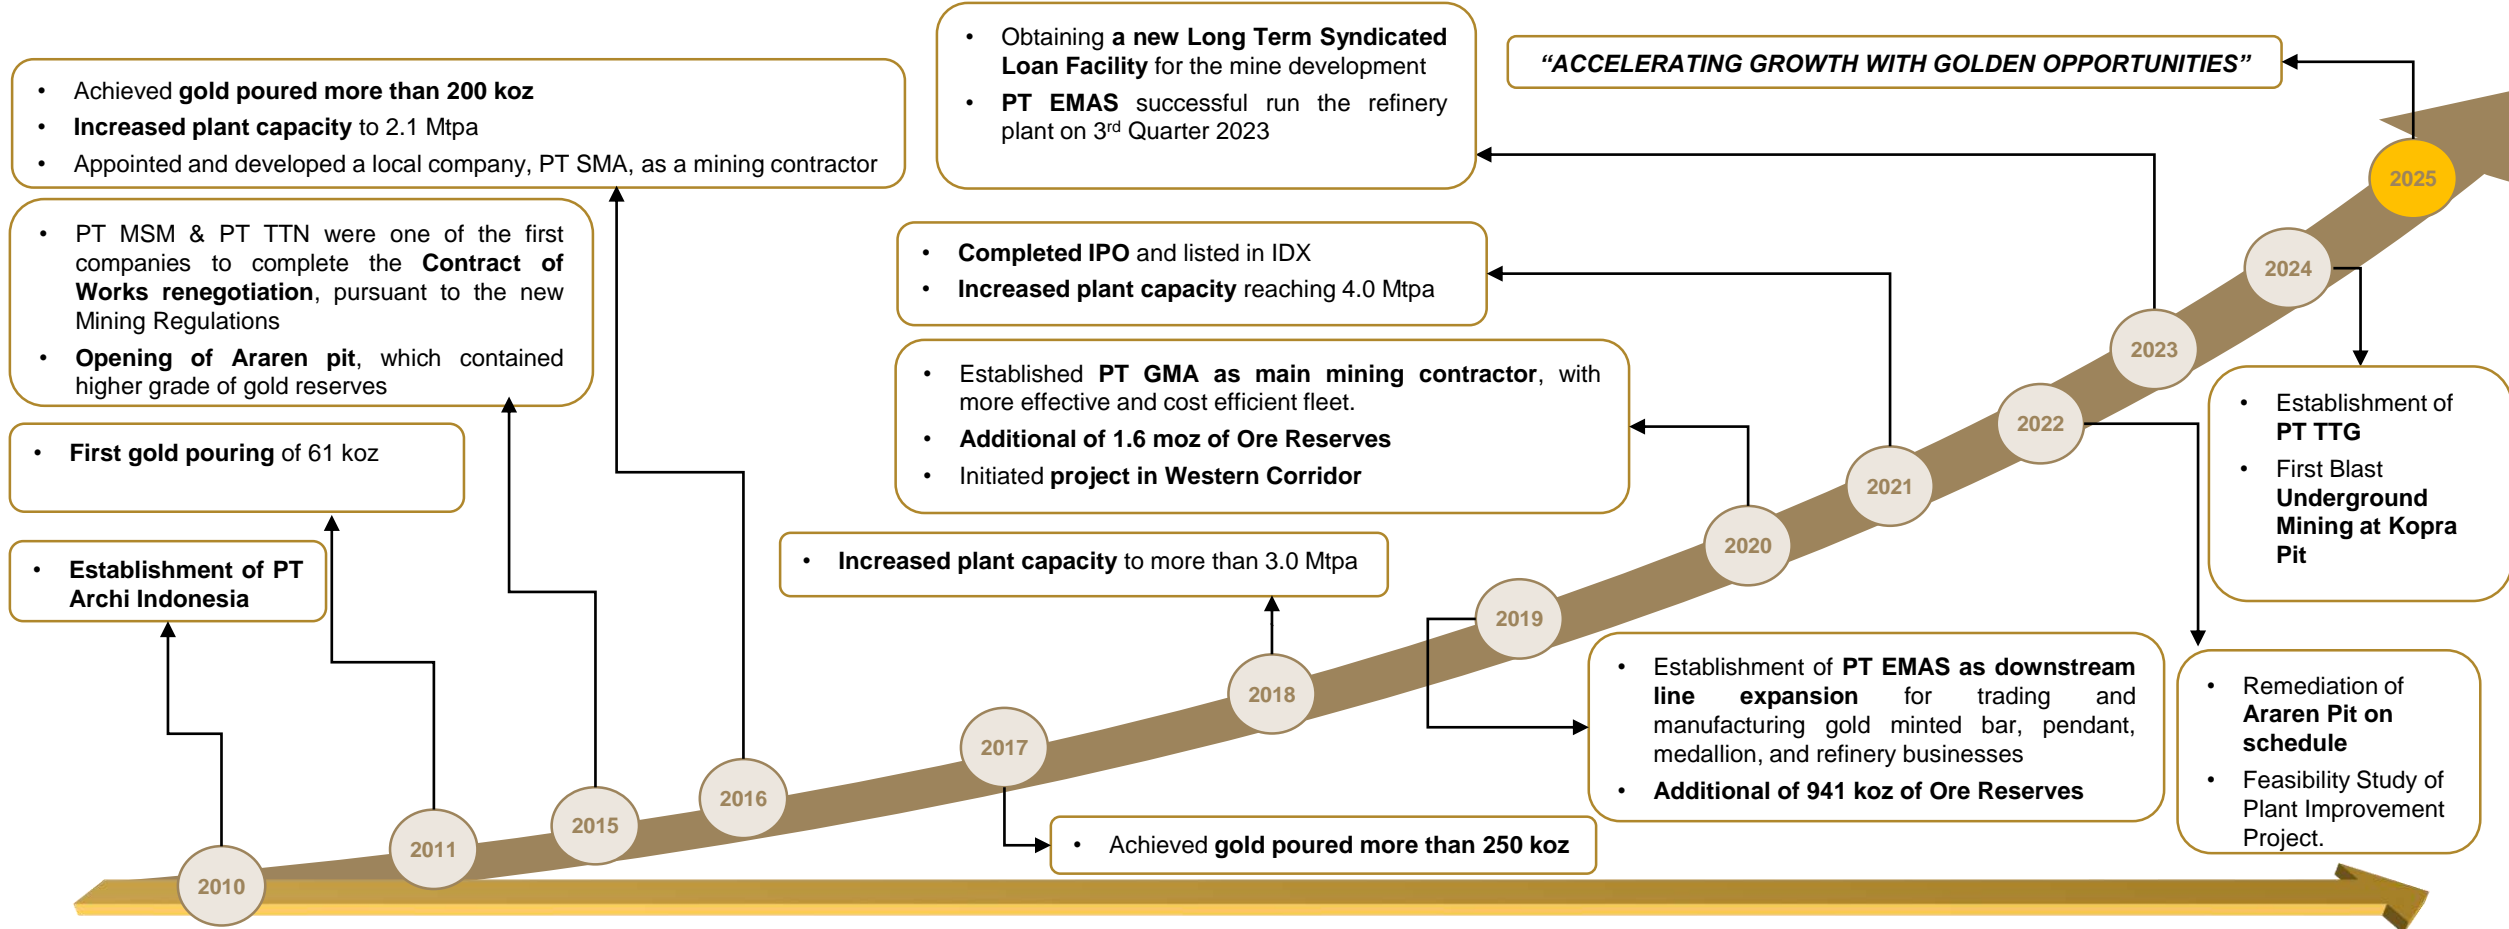 • Achieved gold poured more than 200 koz
• Increased plant capacity to 2.1 Mtpa
• Appointed and developed a local company, PT SMA, as a mining contractor
• Obtaining a new Long Term Syndicated
Loan Facility for the mine development
• PT EMAS successful run the refinery
plant on 3rd Quarter 2023
“ACCELERATING GROWTH WITH GOLDEN OPPORTUNITIES”
• PT MSM & PT TTN were one of the first
companies to complete the Contract of
Works renegotiation, pursuant to the new
Mining Regulations
• Opening of Araren pit, which contained
higher grade of gold reserves
• Completed IPO and listed in IDX
• Increased plant capacity reaching 4.0 Mtpa
• First gold pouring of 61 koz
• Established PT GMA as main mining contractor, with
more effective and cost efficient fleet.
• Additional of 1.6 moz of Ore Reserves
• Initiated project in Western Corridor
• Establishment of
PT TTG
• First Blast
Underground
Mining at Kopra
Pit
• Establishment of PT
Archi Indonesia
• Increased plant capacity to more than 3.0 Mtpa
• Establishment of PT EMAS as downstream
line expansion for trading and
manufacturing gold minted bar, pendant,
medallion, and refinery businesses
• Additional of 941 koz of Ore Reserves
• Remediation of
Araren Pit on
schedule
• Feasibility Study of
Plant Improvement
Project.
• Achieved gold poured more than 250 koz
2010
2011
2015
2016
2017
2018
2019
2020
2021
2022
2023
2024
2025